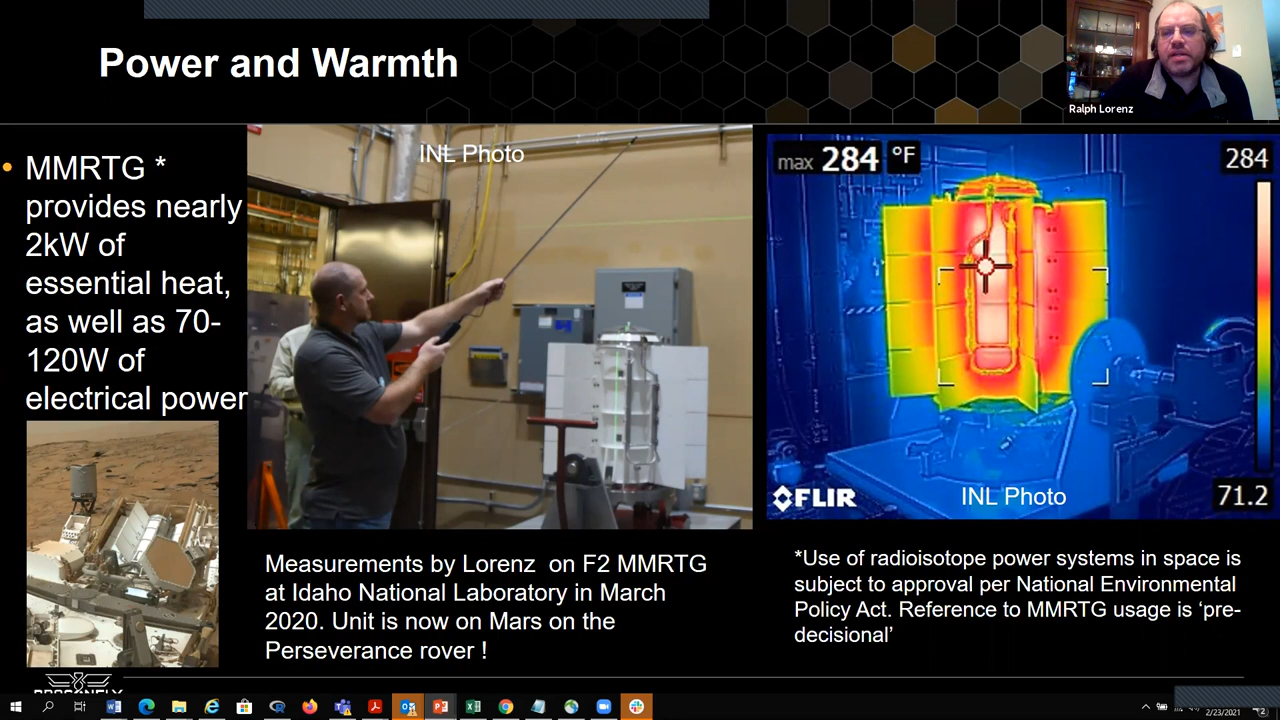 Power and Warmth
Ralph Lorenz
• MMRTG *
provides nearly
2kW of
essential heat,
as well as 70-
120W of
electrical power
INL Photo
max 284 °F
284
71.2
FLIR
INL Photo
Measurements by Lorenz on F2 MMRTG
at Idaho National Laboratory in March
2020. Unit is now on Mars on the
Perseverance rover !
*Use of radioisotope power systems in space is
subject to approval per National Environmental
Policy Act. Reference to MMRTG usage is ‘pre-
decisional’
DRAGONFLY
2/23/2021